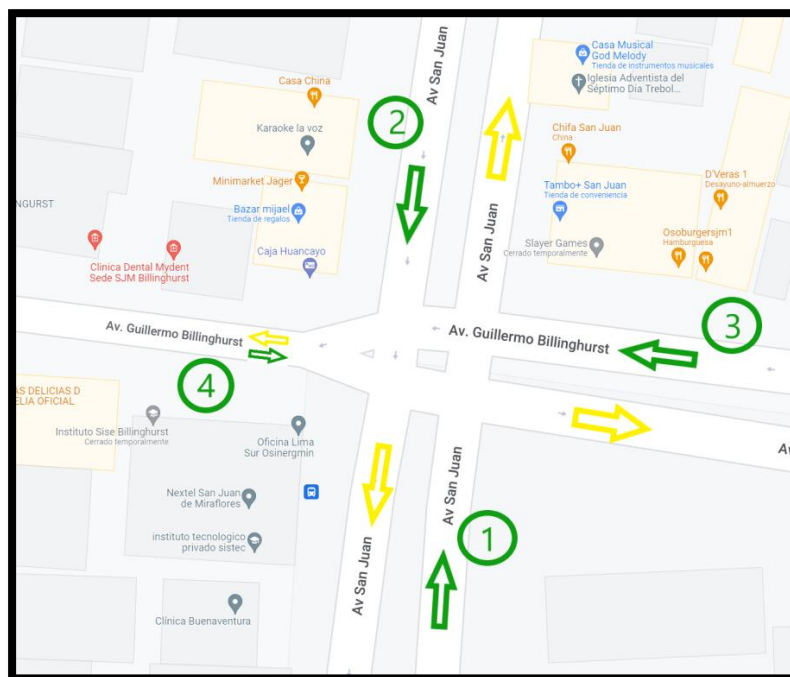 Av San Juan
Casa Musical
God Melody
Tienda de instrumentos musicales
Iglesia Adventista del
Séptimo Dia Trebol...
Casa China
2
Karaoke la voz
Chifa San Juan
China
Minimarket Jager
D'Veras 1
Desayuno-almuerzo
Tambo+ San Juan
Tienda de conveniencia
NGURST
Bazar mijael
Tienda de regalos
Av San Juan
Osoburgersjm1
Hamburguesa
Slayer Games
Cerrado temporalmente
Clinica Dental Mydent
Sede SJM Billinghurst
Caja Huancayo
3
Av. Guillermo Billinghurst
Av. Guillermo Billinghurst
4
AS DELICIAS D
ELIA OFICIAL
Instituto Sise Billinghurst
Cerrado temporalmente
Oficina Lima
Sur Osinergmin
Av
Av San Juan
Nextel San Juan
de Miraflores
1
instituto tecnologico
privado sistec
Av San Juan
Clínica Buenaventura